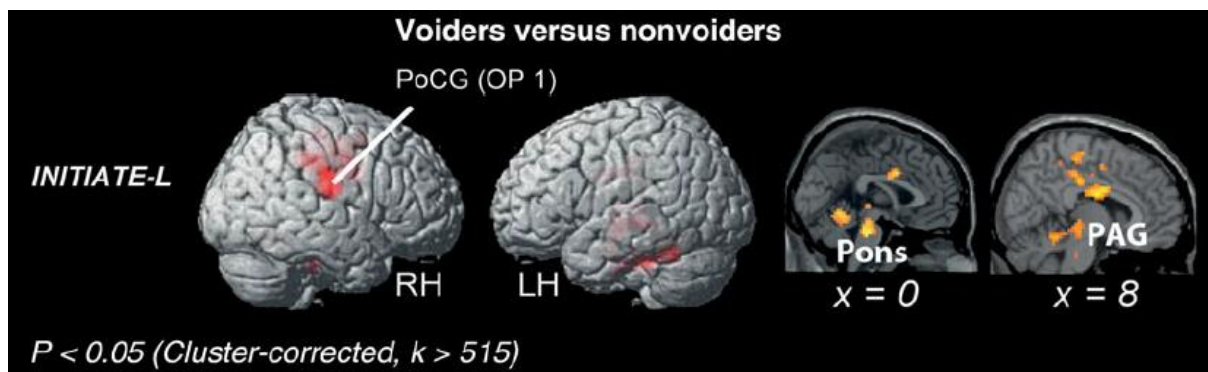 Voiders versus nonvoiders
PoCG (OP 1)
INITIATE-L
RH
LH
Pons
PAG
x = 0
x = 8
P < 0.05 (Cluster-corrected, k > 515)